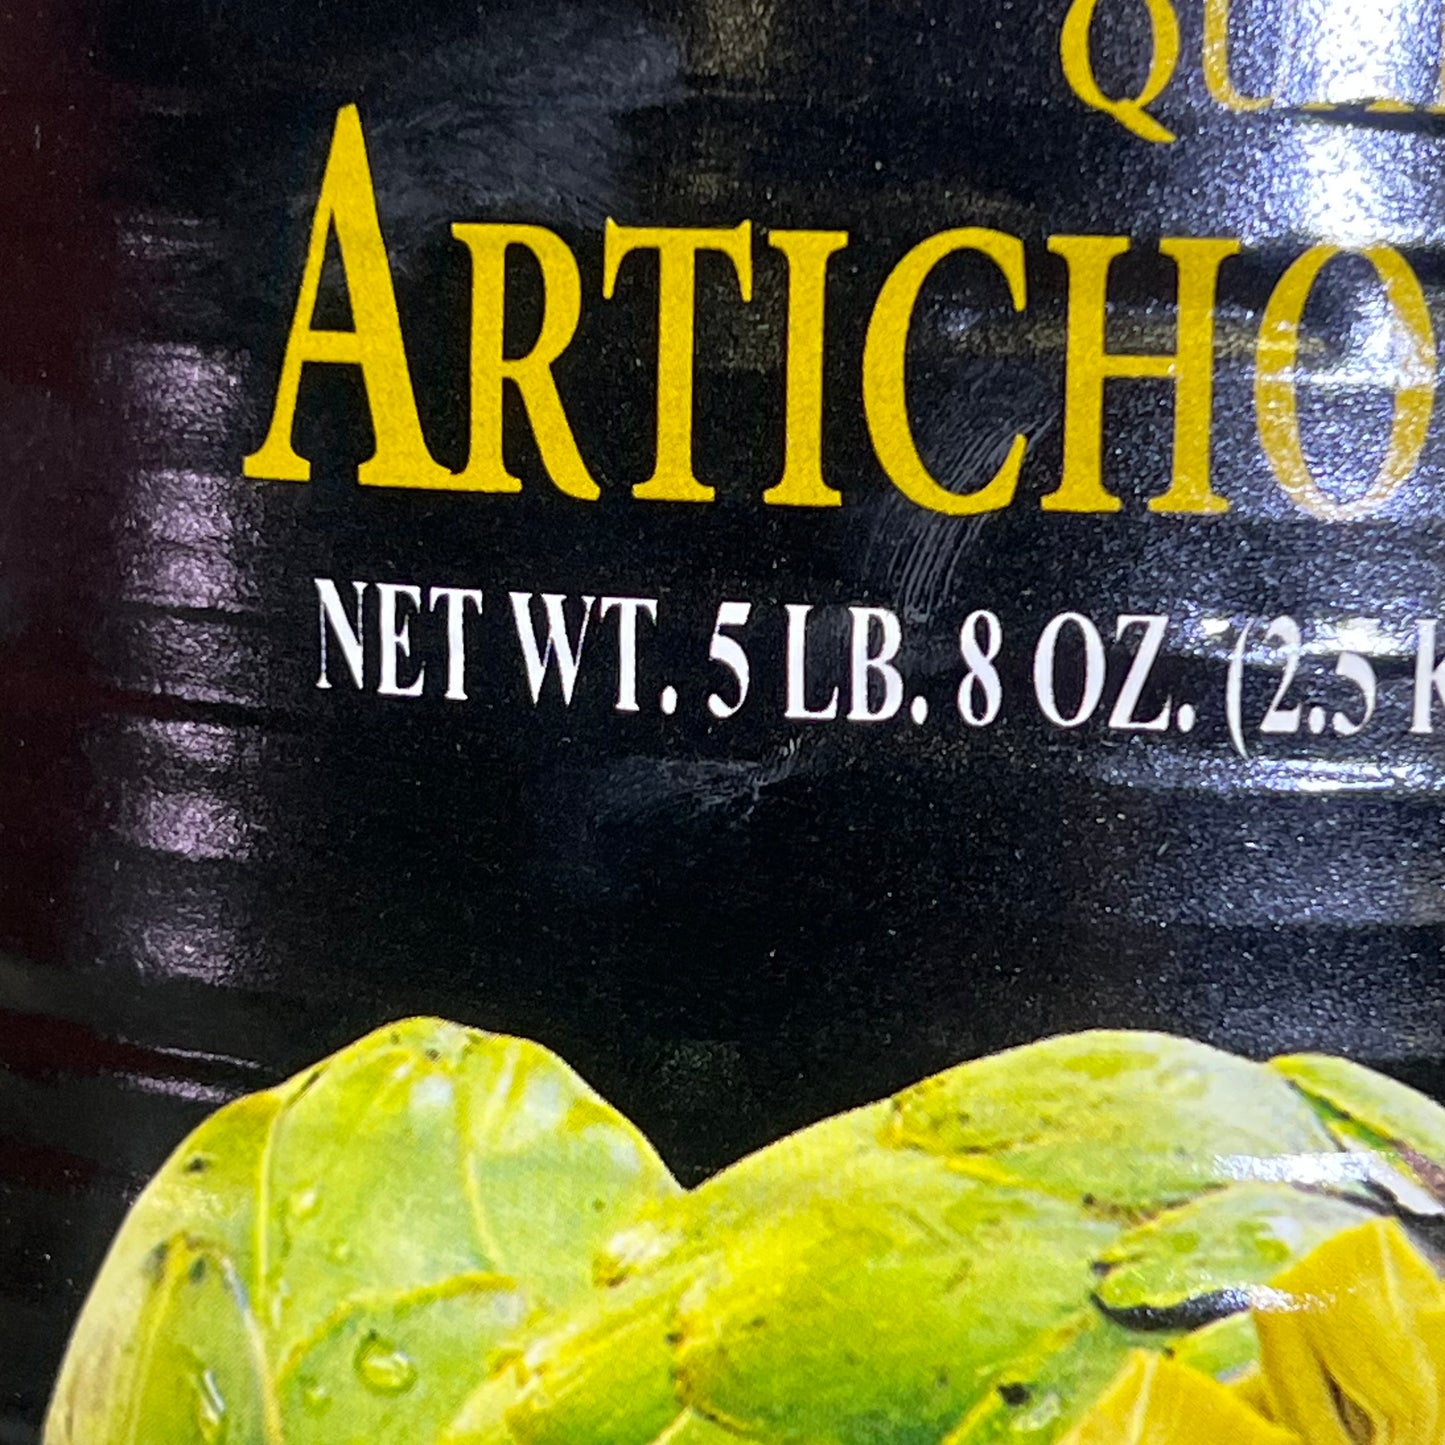 ARTICHO
NET WT. 5 LB. 8 OZ. (2.5 K